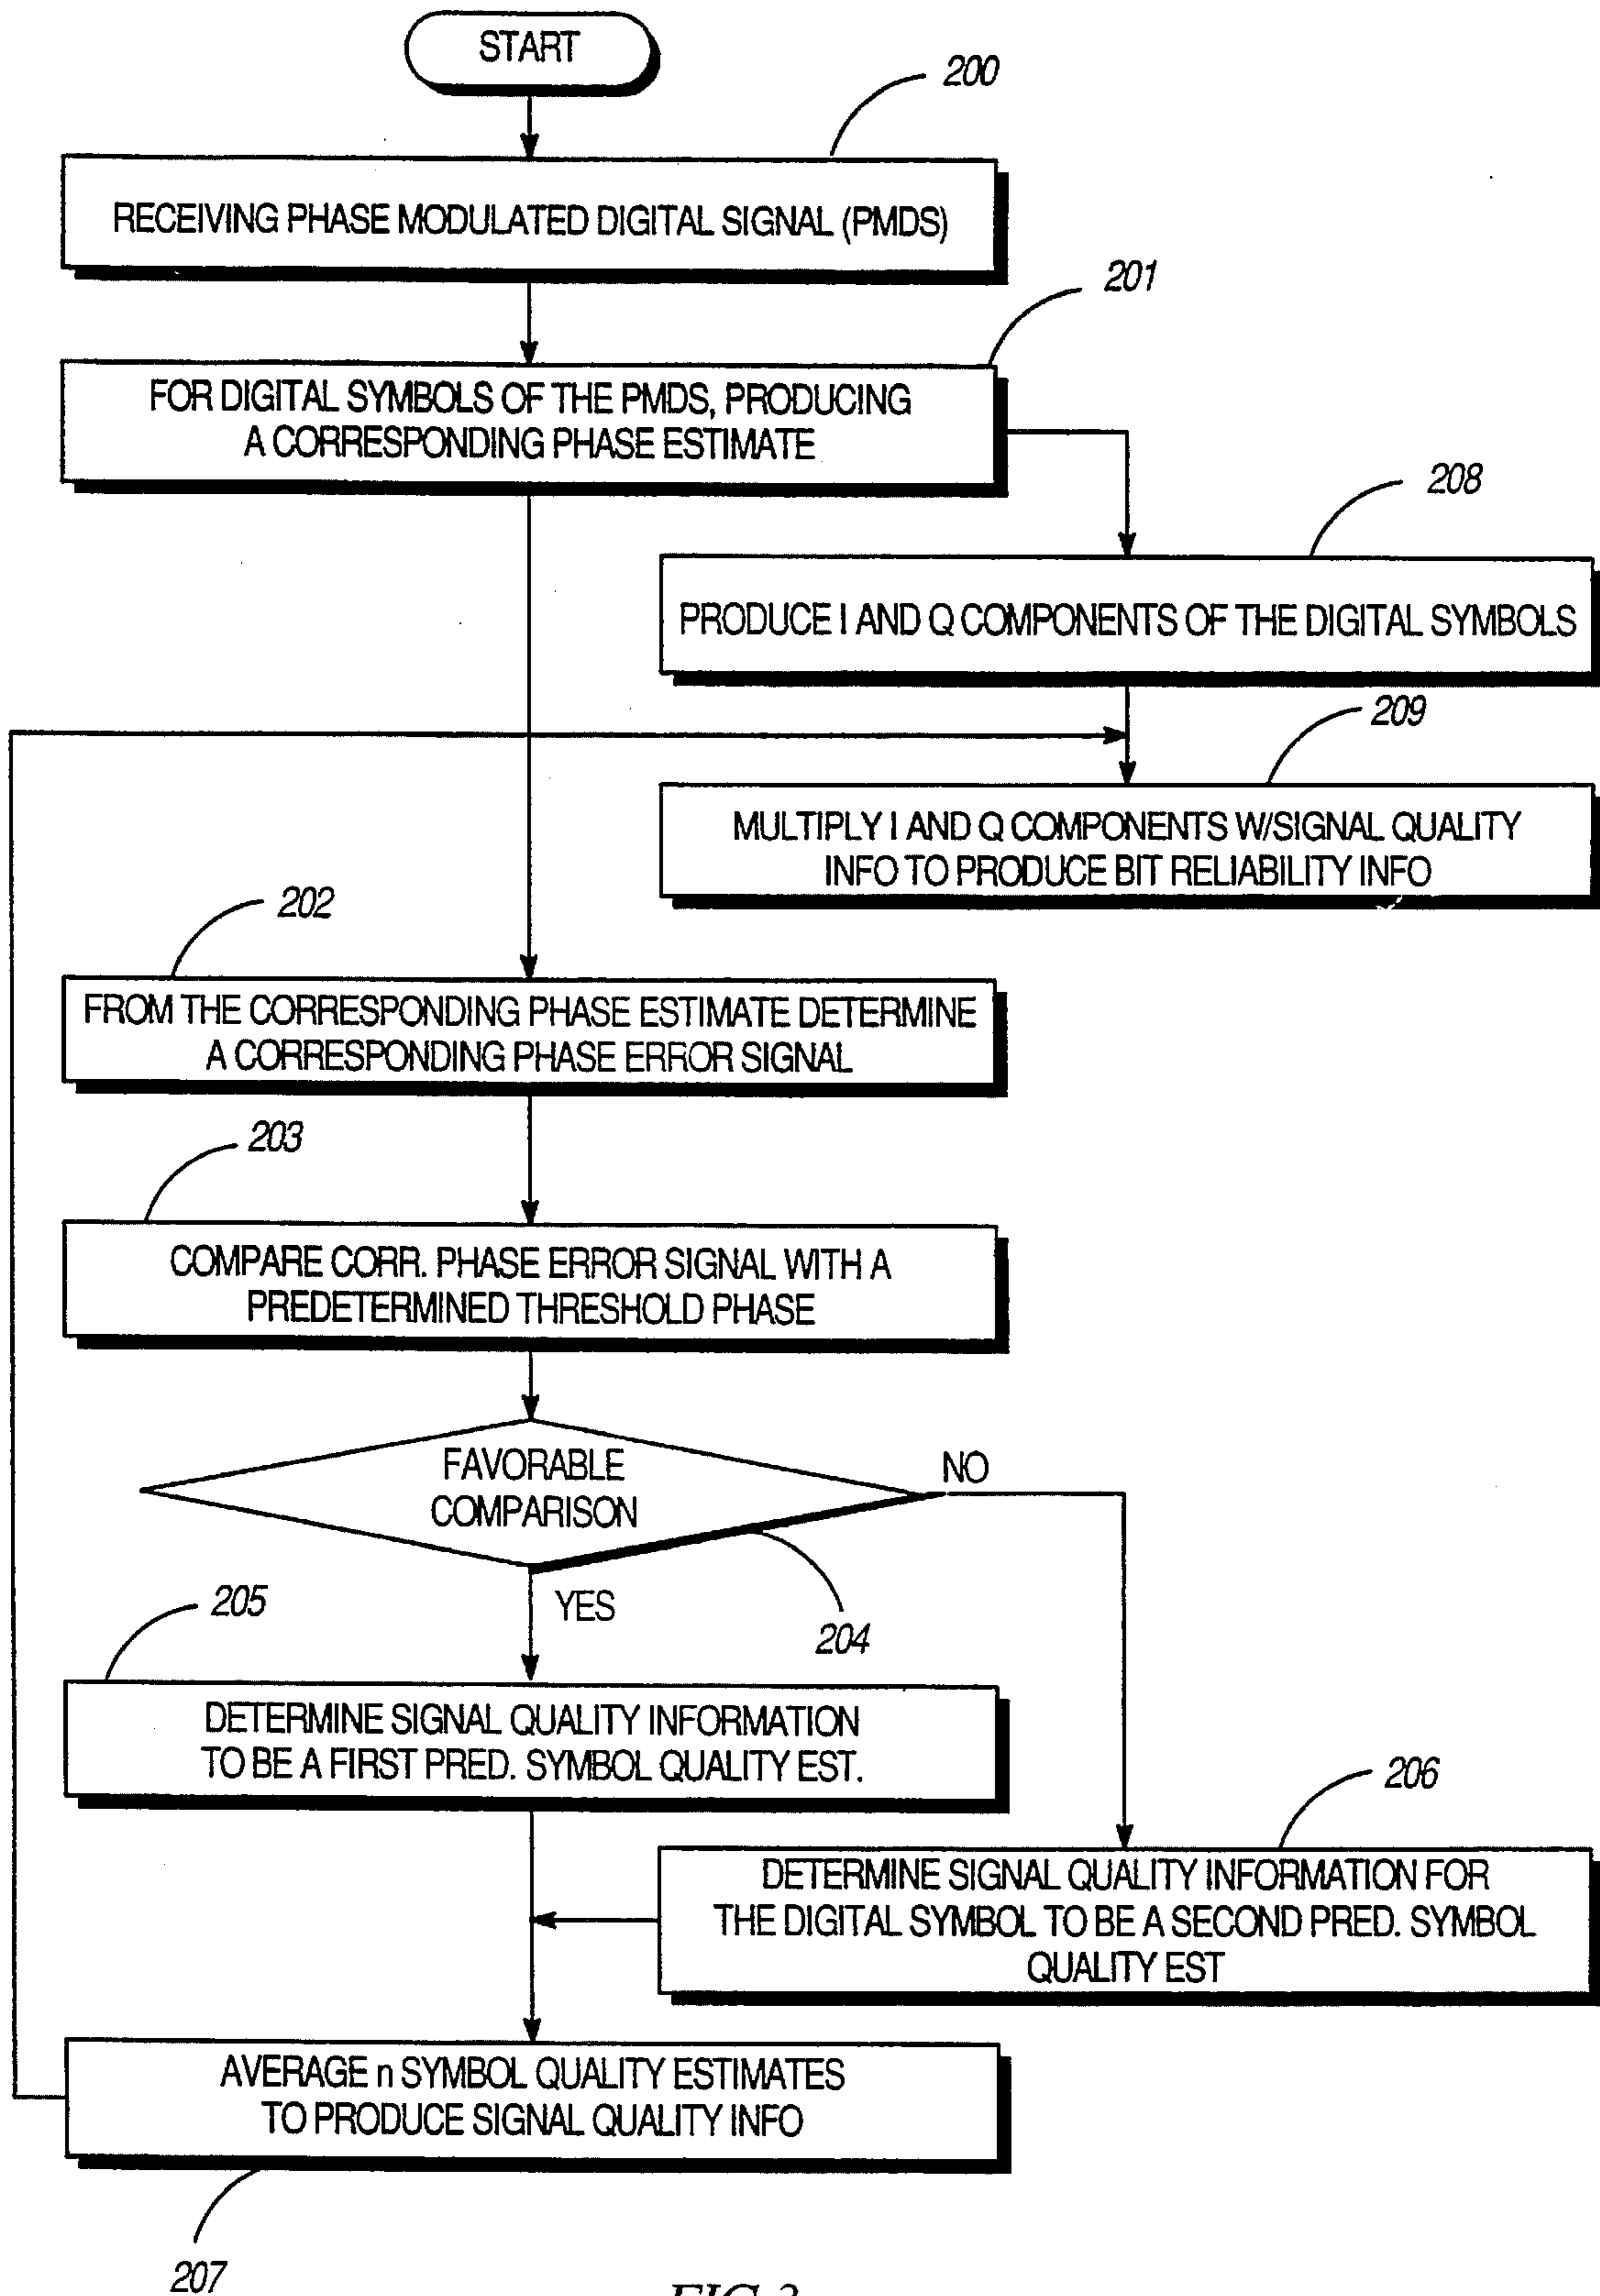 START
200
RECEIVING PHASE MODULATED DIGITAL SIGNAL (PMDS)
201
FOR DIGITAL SYMBOLS OF THE PMDS, PRODUCING
A CORRESPONDING PHASE ESTIMATE
208
PRODUCE I AND Q COMPONENTS OF THE DIGITAL SYMBOLS
209
MULTIPLY I AND Q COMPONENTS W/SIGNAL QUALITY
INFO TO PRODUCE BIT RELIABILITY INFO
202
FROM THE CORRESPONDING PHASE ESTIMATE DETERMINE
A CORRESPONDING PHASE ERROR SIGNAL
203
COMPARE CORR. PHASE ERROR SIGNAL WITH A
PREDETERMINED THRESHOLD PHASE
FAVORABLE
COMPARISON
NO
YES
204
205
DETERMINE SIGNAL QUALITY INFORMATION
TO BE A FIRST PRED. SYMBOL QUALITY EST.
206
DETERMINE SIGNAL QUALITY INFORMATION FOR
THE DIGITAL SYMBOL TO BE A SECOND PRED. SYMBOL
QUALITY EST
AVERAGE n SYMBOL QUALITY ESTIMATES
TO PRODUCE SIGNAL QUALITY INFO
207